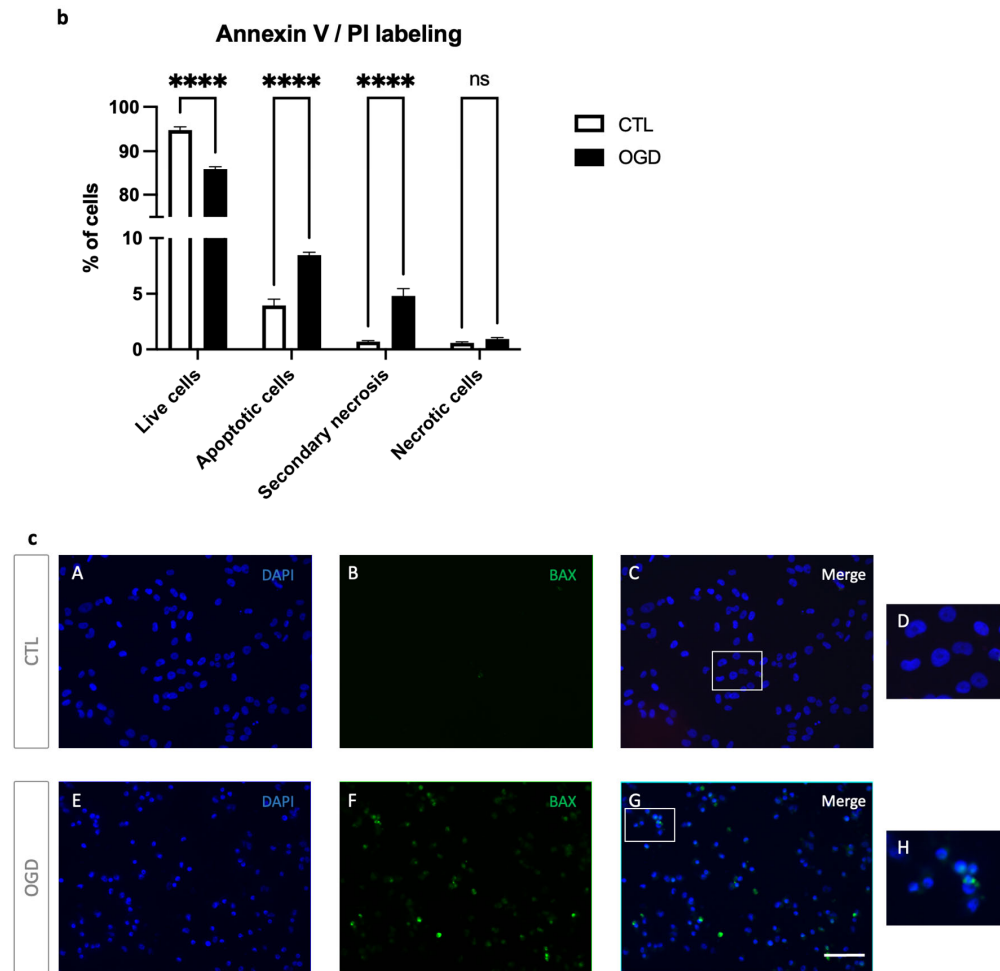 b
Annexin V / PI labeling
**** **** **** ns
CTL
OGD
% of cells
100
90
80
10
5
0
Live cells
Apoptotic cells
Secondary necrosis
Necrotic cells
c
CTL
A DAPI
B BAX
C Merge
D
OGD
E DAPI
F BAX
G Merge
H